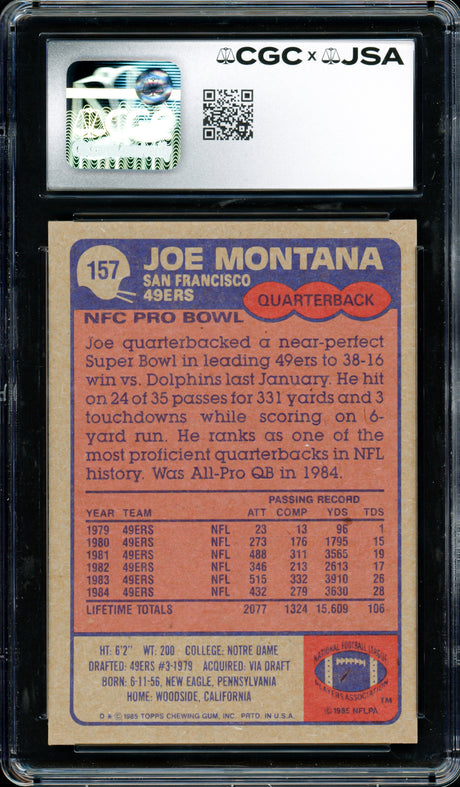 CGC x JSA
157
JOE MONTANA
SAN FRANCISCO
49ERS
QUARTERBACK
NFC PRO BOWL
Joe quarterbacked a near-perfect
Super Bowl in leading 49ers to 38-16
win vs. Dolphins last January. He hit
on 24 of 35 passes for 331 yards and 3
touchdowns while scoring on 6-
yard run. He ranks as one of the
most proficient quarterbacks in NFL
history. Was All-Pro QB in 1984.
PASSING RECORD
YEAR TEAM ATT COMP YDS TDS
1979 49ERS NFL 23 13 96 1
1980 49ERS NFL 273 176 1795 15
1981 49ERS NFL 488 311 3565 19
1982 49ERS NFL 346 213 2613 17
1983 49ERS NFL 515 332 3910 26
1984 49ERS NFL 432 279 3630 28
LIFETIME TOTALS 2077 1324 15,609 106
HT: 6'2" WT: 200 COLLEGE: NOTRE DAME
DRAFTED: 49ERS #3-1979 ACQUIRED: VIA DRAFT
BORN: 6-11-56, NEW EAGLE, PENNSYLVANIA
HOME: WOODSIDE, CALIFORNIA
D* © 1985 TOPPS CHEWING GUM, INC. PRTD. IN U.S.A.
NATIONAL FOOTBALL LEAGUE
PLAYERS ASSOCIATION
TM
© 1985 NFLPA